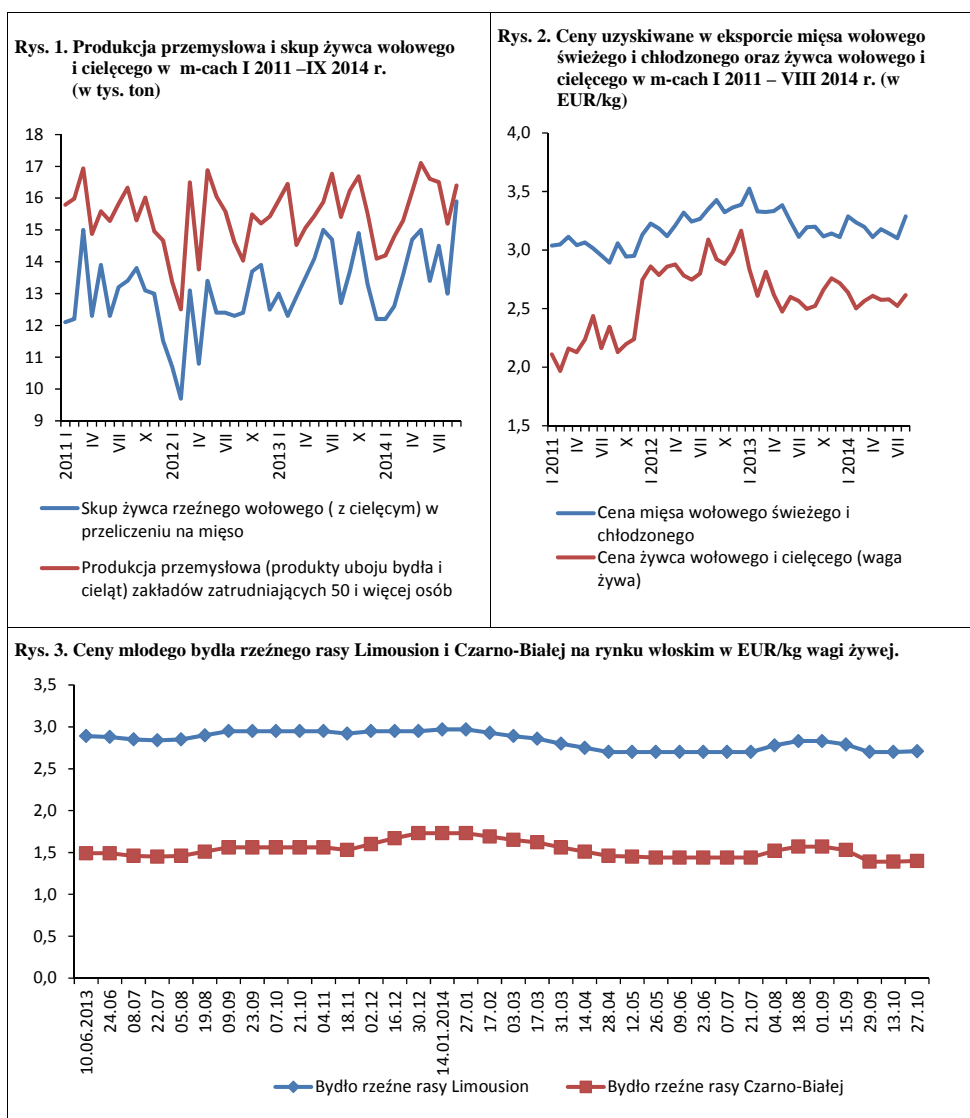 Rys. 1. Produkcja przemysłowa i skup żywca wołowego
i cielęcego w m-cach I 2011 –IX 2014 r.
(w tys. ton)
18
17
16
15
14
13
12
11
10
9
2011 I
IV
VII
X
2012 I
IV
VII
X
2013 I
IV
VII
X
2014 I
IV
VII
Skup żywca rzeźnego wołowego ( z cielęcym) w
przeliczeniu na mięso
Produkcja przemysłowa (produkty uboju bydła i
cieląt) zakładów zatrudniających 50 i więcej osób
Rys. 2. Ceny uzyskiwane w eksporcie mięsa wołowego
świeżego i chłodzonego oraz żywca wołowego i
cielęcego w m-cach I 2011 – VIII 2014 r. (w
EUR/kg)
4,0
3,5
3,0
2,5
2,0
1,5
I 2011
IV
VII
X
I 2012
IV
VII
X
I 2013
IV
VII
X
I 2014
IV
VII
Cena mięsa wołowego świeżego i
chłodzonego
Cena żywca wołowego i cielęcego (waga
żywa)
Rys. 3. Ceny młodego bydła rzeźnego rasy Limousion i Czarno-Białej na rynku włoskim w EUR/kg wagi żywej.
3,5
3,0
2,5
2,0
1,5
1,0
0,5
0,0
10.06.2013
24.06
08.07
22.07
05.08
19.08
09.09
23.09
07.10
21.10
04.11
18.11
02.12
16.12
30.12
14.01.2014
27.01
17.02
03.03
17.03
31.03
14.04
28.04
12.05
26.05
09.06
23.06
07.07
21.07
04.08
18.08
01.09
15.09
29.09
13.10
27.10
Bydło rzeźne rasy Limousion
Bydło rzeźne rasy Czarno-Białej